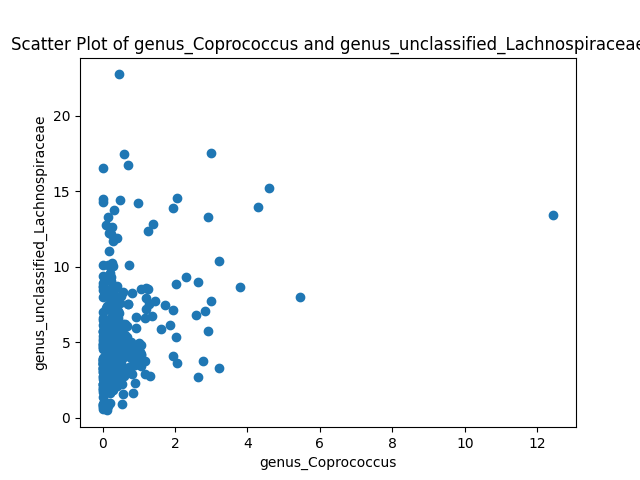 Scatter Plot of genus_Coprococcus and genus_unclassified_Lachnospiraceae
genus_unclassified_Lachnospiraceae
20
15
10
5
0
0 2 4 6 8 10 12
genus_Coprococcus